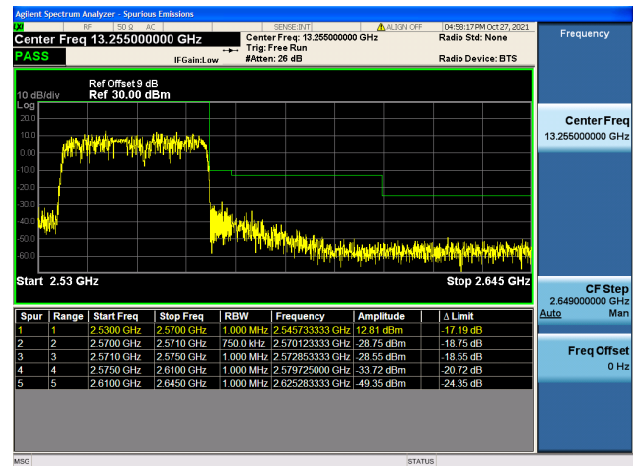 Agilent Spectrum Analyzer - Spurious Emissions
RF 50 Ω AC SENSE:INT ALIGN OFF 04:59:17 PM Oct 27, 2021
Center Freq 13.255000000 GHz Center Freq: 13.255000000 GHz Radio Std: None Frequency
PASS Trig: Free Run
IFGain:Low #Atten: 26 dB Radio Device: BTS
Ref Offset 9 dB
10 dB/div Ref 30.00 dBm
Log
20.0
10.0
0.00
-10.0
-20.0
-30.0
-40.0
-50.0
-60.0
Start 2.53 GHz Stop 2.645 GHz
Center Freq
13.255000000 GHz
CF Step
2.649000000 GHz
Auto Man
Freq Offset
0 Hz
Spur Range Start Freq Stop Freq RBW Frequency Amplitude Δ Limit
1 1 2.5300 GHz 2.5700 GHz 1.000 MHz 2.545733333 GHz 12.81 dBm -17.19 dB
2 2 2.5700 GHz 2.5710 GHz 750.0 kHz 2.570123333 GHz -28.75 dBm -18.75 dB
3 3 2.5710 GHz 2.5750 GHz 1.000 MHz 2.572853333 GHz -28.55 dBm -18.55 dB
4 4 2.5750 GHz 2.6100 GHz 1.000 MHz 2.579725000 GHz -33.72 dBm -20.72 dB
5 5 2.6100 GHz 2.6450 GHz 1.000 MHz 2.625283333 GHz -49.35 dBm -24.35 dB
MSG STATUS